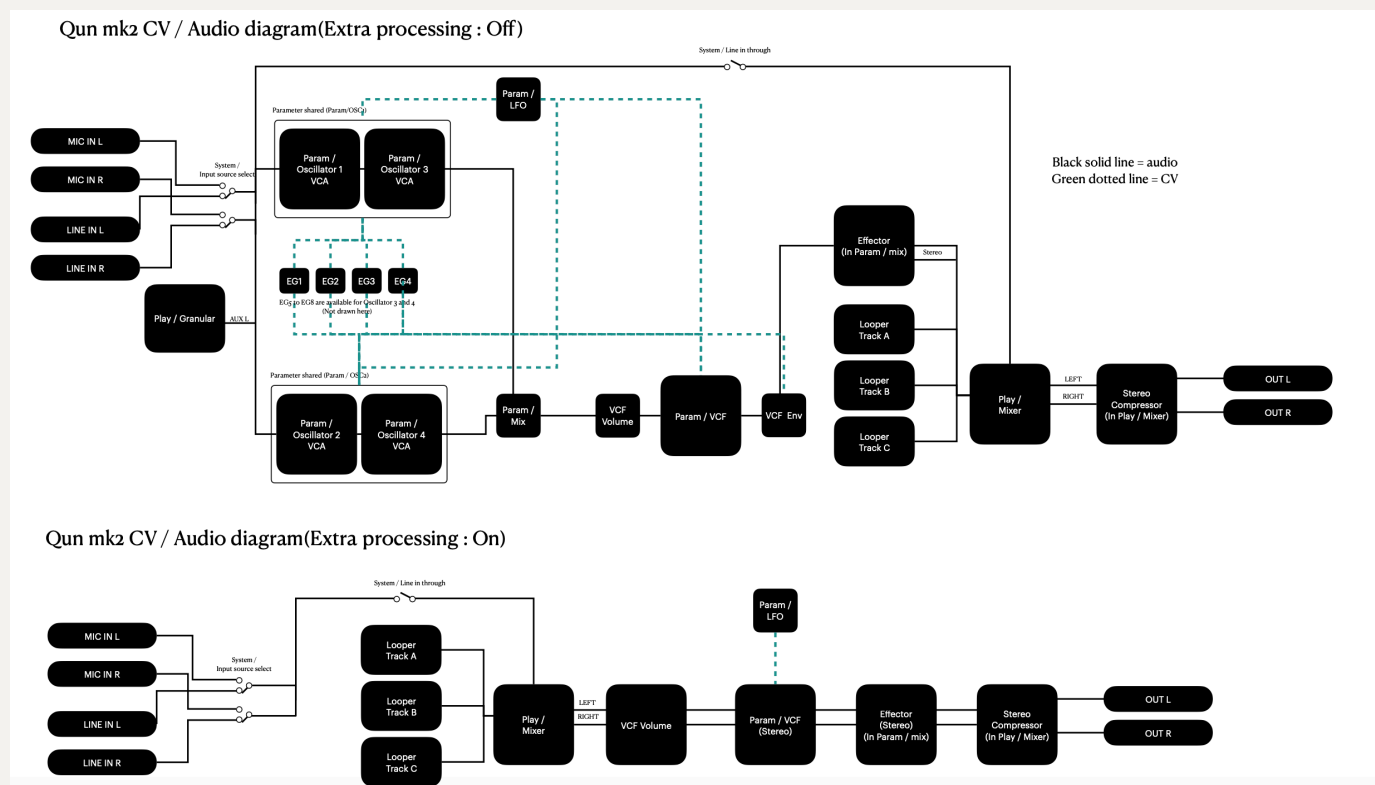 Qun mk2 CV / Audio diagram(Extra processing : Off)
System / Line in through
Param /
LFO
Parameter shared (Param/OSC1)
MIC IN L
MIC IN R
LINE IN L
LINE IN R
System /
Input source select
Param /
Oscillator 1
VCA
Param /
Oscillator 3
VCA
Black solid line = audio
Green dotted line = CV
Effector
(In Param / mix)
Stereo
EG1
EG2
EG3
EG4
EG5 to EG8 are available for Oscillator 3 and 4
(Not drawn here)
Play / Granular
AUX L
Looper
Track A
Looper
Track B
Looper
Track C
Parameter shared (Param / OSC2)
Param /
Oscillator 2
VCA
Param /
Oscillator 4
VCA
Param /
Mix
VCF
Volume
Param / VCF
VCF Env
Play /
Mixer
LEFT
RIGHT
Stereo
Compressor
(In Play / Mixer)
OUT L
OUT R
Qun mk2 CV / Audio diagram(Extra processing : On)
System / Line in through
Param /
LFO
MIC IN L
MIC IN R
LINE IN L
LINE IN R
System /
Input source select
Looper
Track A
Looper
Track B
Looper
Track C
Play /
Mixer
LEFT
RIGHT
VCF Volume
Param / VCF
(Stereo)
Effector
(Stereo)
(In Param / mix)
Stereo
Compressor
(In Play / Mixer)
OUT L
OUT R